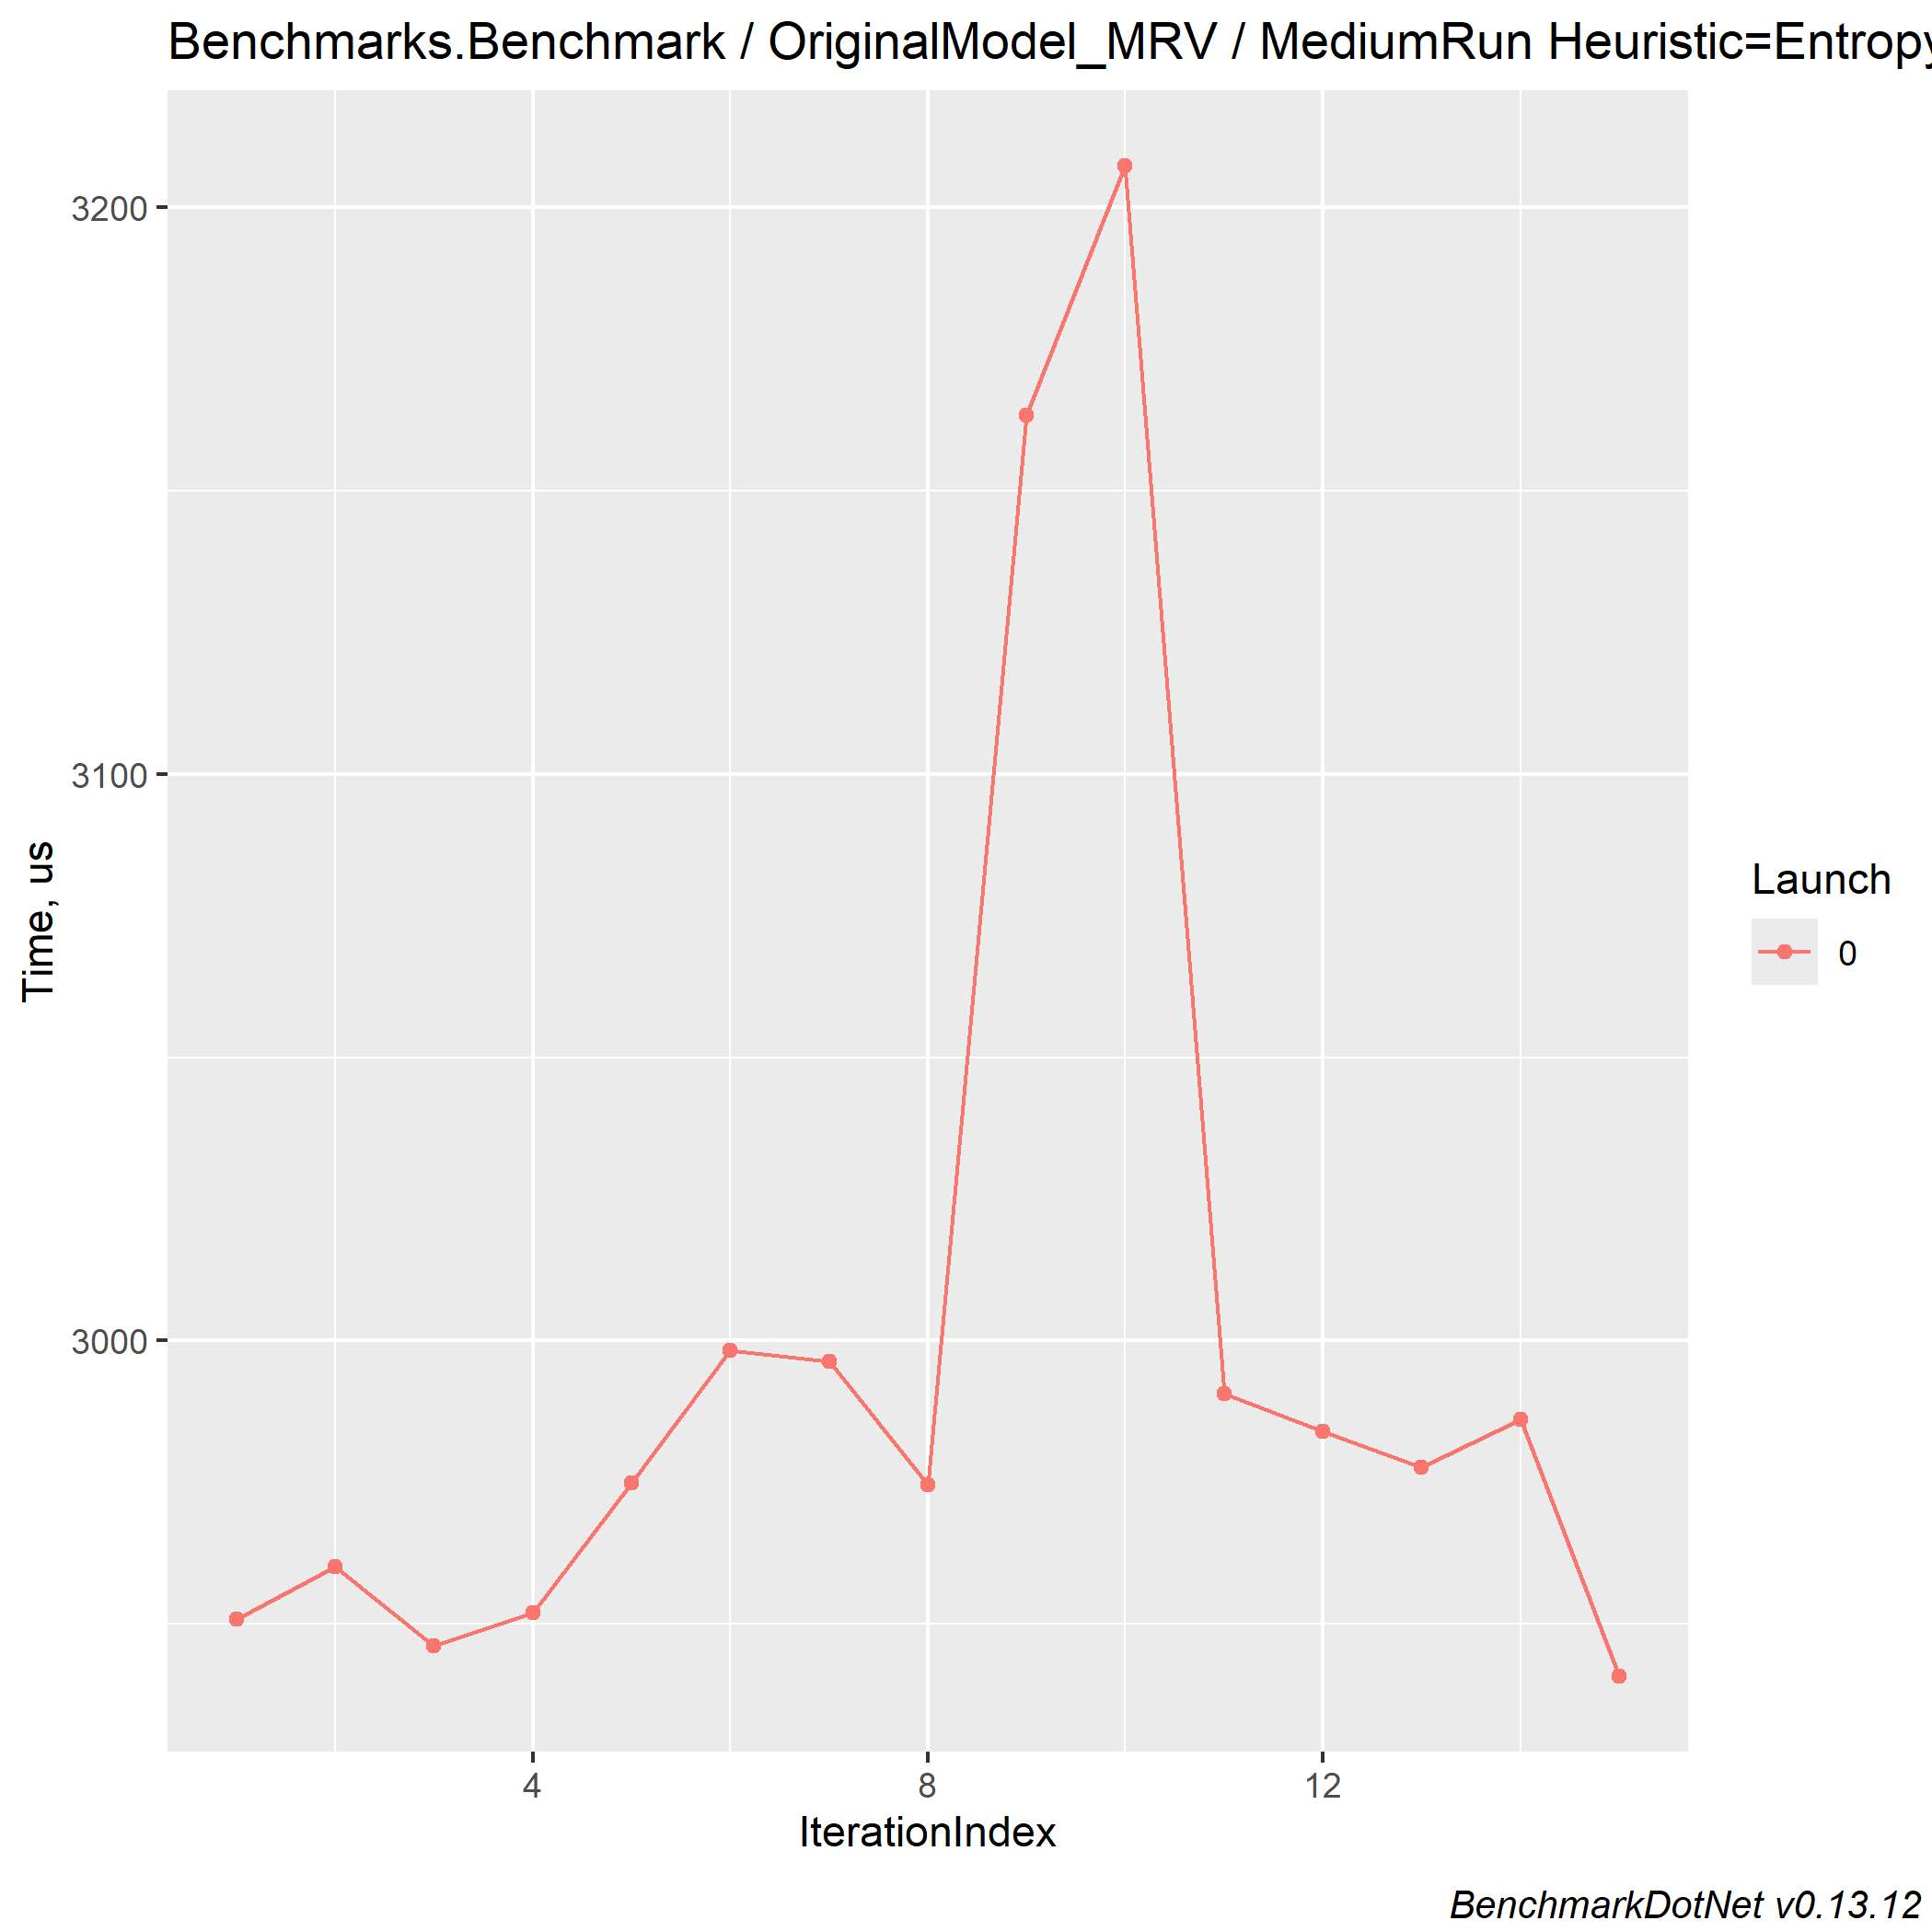 Benchmarks.Benchmark / OriginalModel_MRV / MediumRun Heuristic=Entropy
3200
3100
3000
Time, us
4 8 12
IterationIndex
Launch
0
BenchmarkDotNet v0.13.12